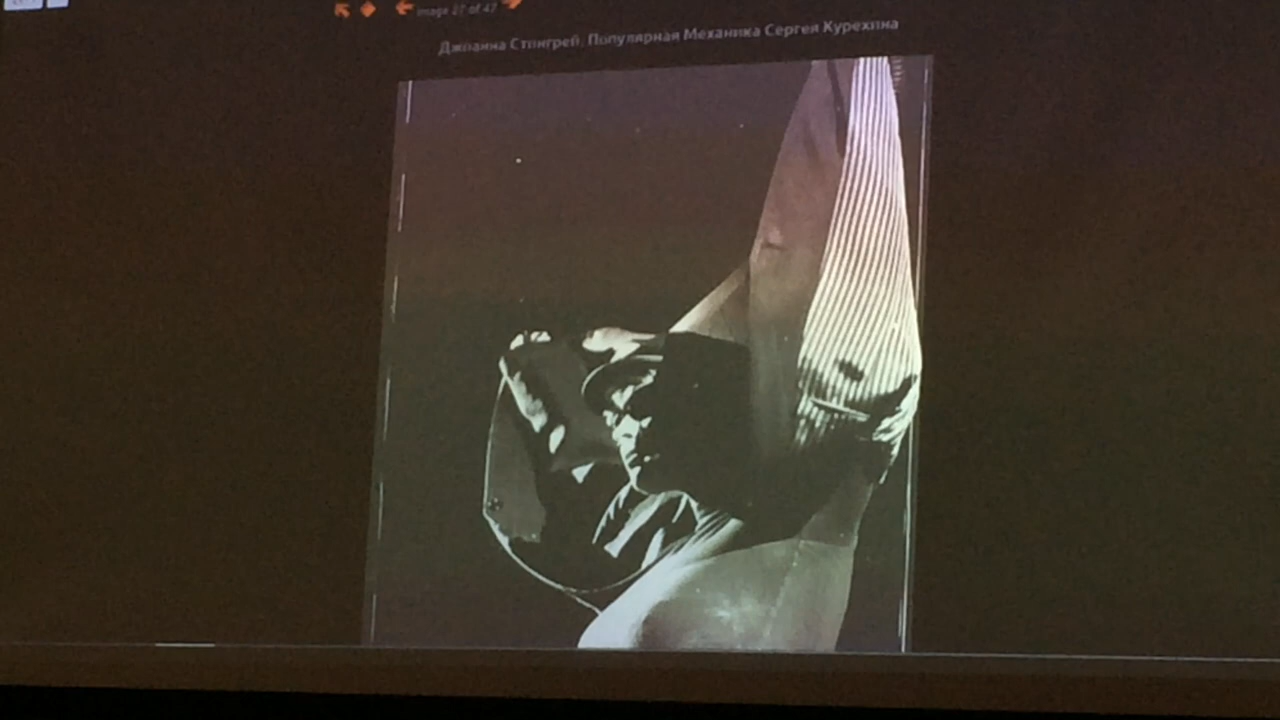 Image 27 of 47
Джоанна Стингрей, Популярная Механика Сергея Курехина